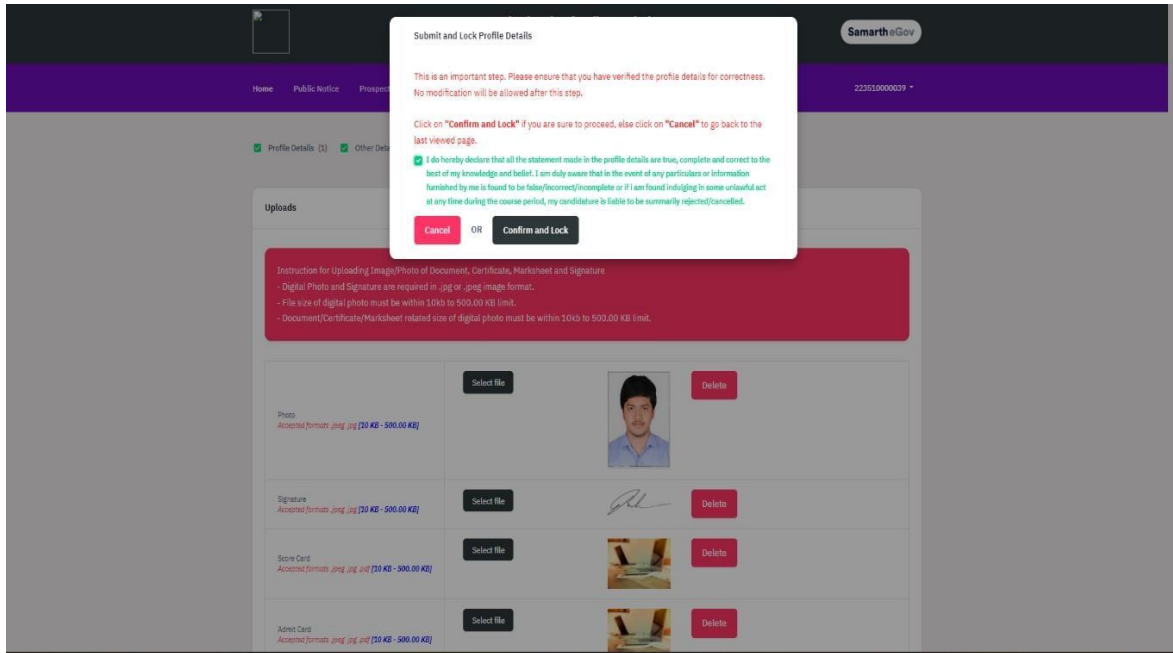 Samarth eGov
Home Public Notice Prospect
223510000039
Profile Details (1) Other Deta
Submit and Lock Profile Details
This is an important step. Please ensure that you have verified the profile details for correctness.
No modification will be allowed after this step.
Click on "Confirm and Lock" if you are sure to proceed, else click on "Cancel" to go back to the
last viewed page.
I do hereby declare that all the statement made in the profile details are true, complete and correct to the
best of my knowledge and belief. I am duly aware that in the event of any particulars or information
furnished by me is found to be false/incorrect/incomplete or if i am found indulging in some unlawful act
at any time during the course period, my candidature is liable to be summarily rejected/cancelled.
Cancel OR Confirm and Lock
Uploads
Instruction for Uploading Image/Photo of Document, Certificate, Marksheet and Signature
- Digital Photo and Signature are required in .jpg or .jpeg image format.
- File size of digital photo must be within 10kb to 500.00 KB limit.
- Document/Certificate/Marksheet related size of digital photo must be within 10kb to 500.00 KB limit.
Photo
Accepted formats .jpeg .jpg [10 KB - 500.00 KB]
Select file
Delete
Signature
Accepted formats .jpeg .jpg [10 KB - 500.00 KB]
Select file
Delete
Score Card
Accepted formats .jpeg .jpg .pdf [10 KB - 500.00 KB]
Select file
Delete
Admit Card
Accepted formats .jpeg .jpg .pdf [10 KB - 500.00 KB]
Select file
Delete